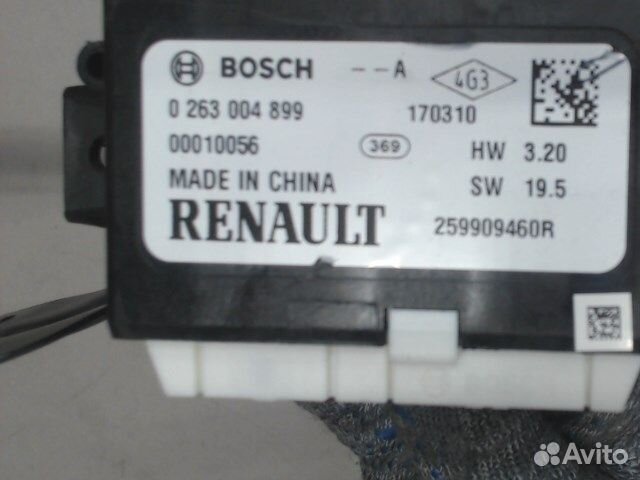 BOSCH --A 4G3
0 263 004 899 170310
00010056 369 HW 3.20
MADE IN CHINA SW 19.5
RENAULT 259909460R
Avito